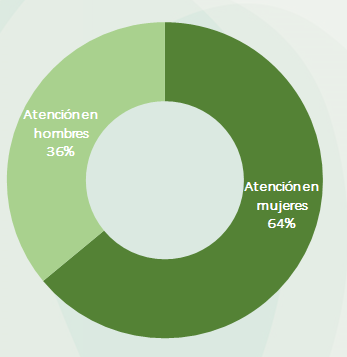 Atención en
hombres
36%
Atención en
mujeres
64%